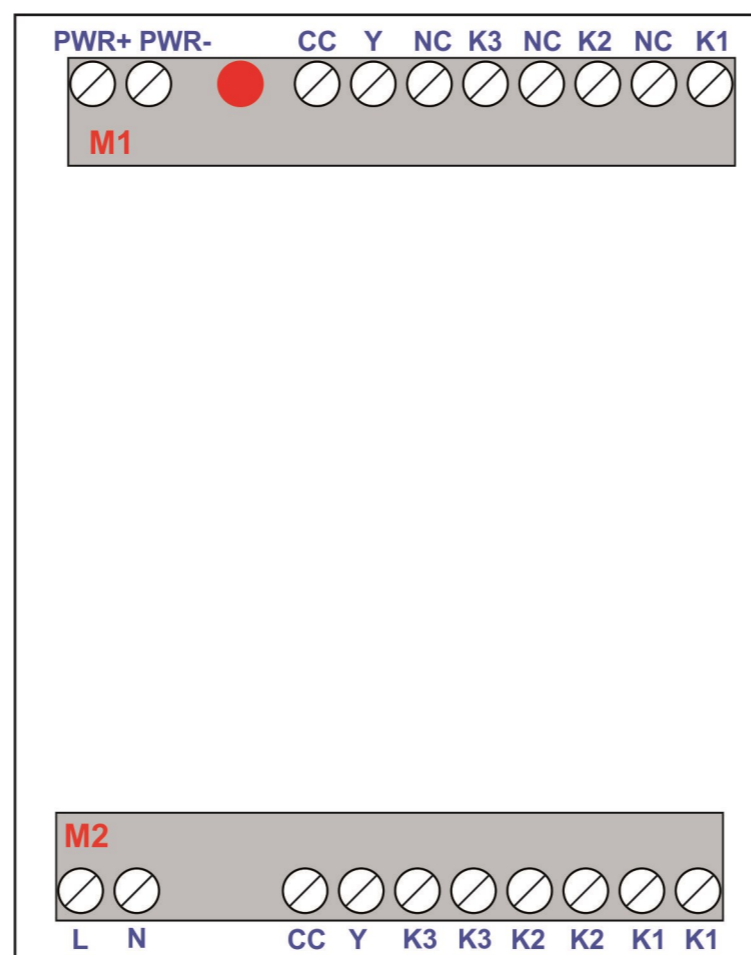 PWR+ PWR- CC Y NC K3 NC K2 NC K1
M1
M2
L N CC Y K3 K3 K2 K2 K1 K1